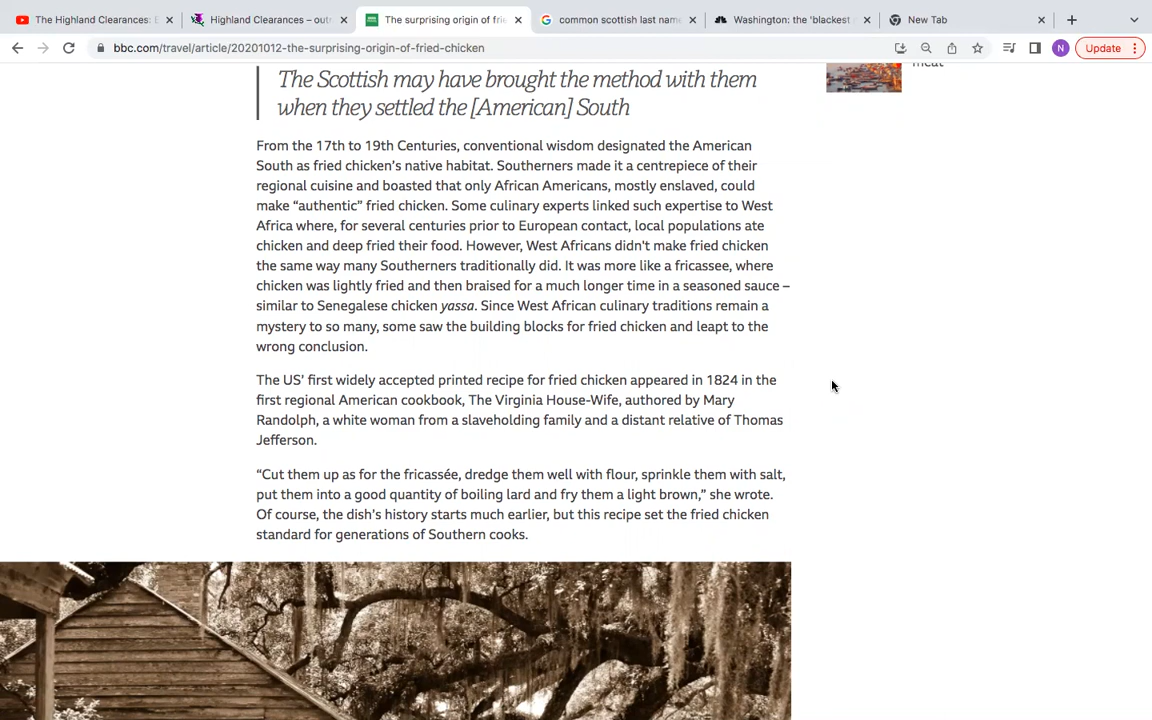 The Highland Clearances: E
Highland Clearances – outr
The surprising origin of frie
common scottish last name
Washington: the 'blackest
New Tab
bbc.com/travel/article/20201012-the-surprising-origin-of-fried-chicken
N
Update
meat
The Scottish may have brought the method with them
when they settled the [American] South
From the 17th to 19th Centuries, conventional wisdom designated the American
South as fried chicken's native habitat. Southerners made it a centrepiece of their
regional cuisine and boasted that only African Americans, mostly enslaved, could
make “authentic” fried chicken. Some culinary experts linked such expertise to West
Africa where, for several centuries prior to European contact, local populations ate
chicken and deep fried their food. However, West Africans didn't make fried chicken
the same way many Southerners traditionally did. It was more like a fricassee, where
chicken was lightly fried and then braised for a much longer time in a seasoned sauce –
similar to Senegalese chicken yassa. Since West African culinary traditions remain a
mystery to so many, some saw the building blocks for fried chicken and leapt to the
wrong conclusion.
The US' first widely accepted printed recipe for fried chicken appeared in 1824 in the
first regional American cookbook, The Virginia House-Wife, authored by Mary
Randolph, a white woman from a slaveholding family and a distant relative of Thomas
Jefferson.
“Cut them up as for the fricassée, dredge them well with flour, sprinkle them with salt,
put them into a good quantity of boiling lard and fry them a light brown,” she wrote.
Of course, the dish's history starts much earlier, but this recipe set the fried chicken
standard for generations of Southern cooks.